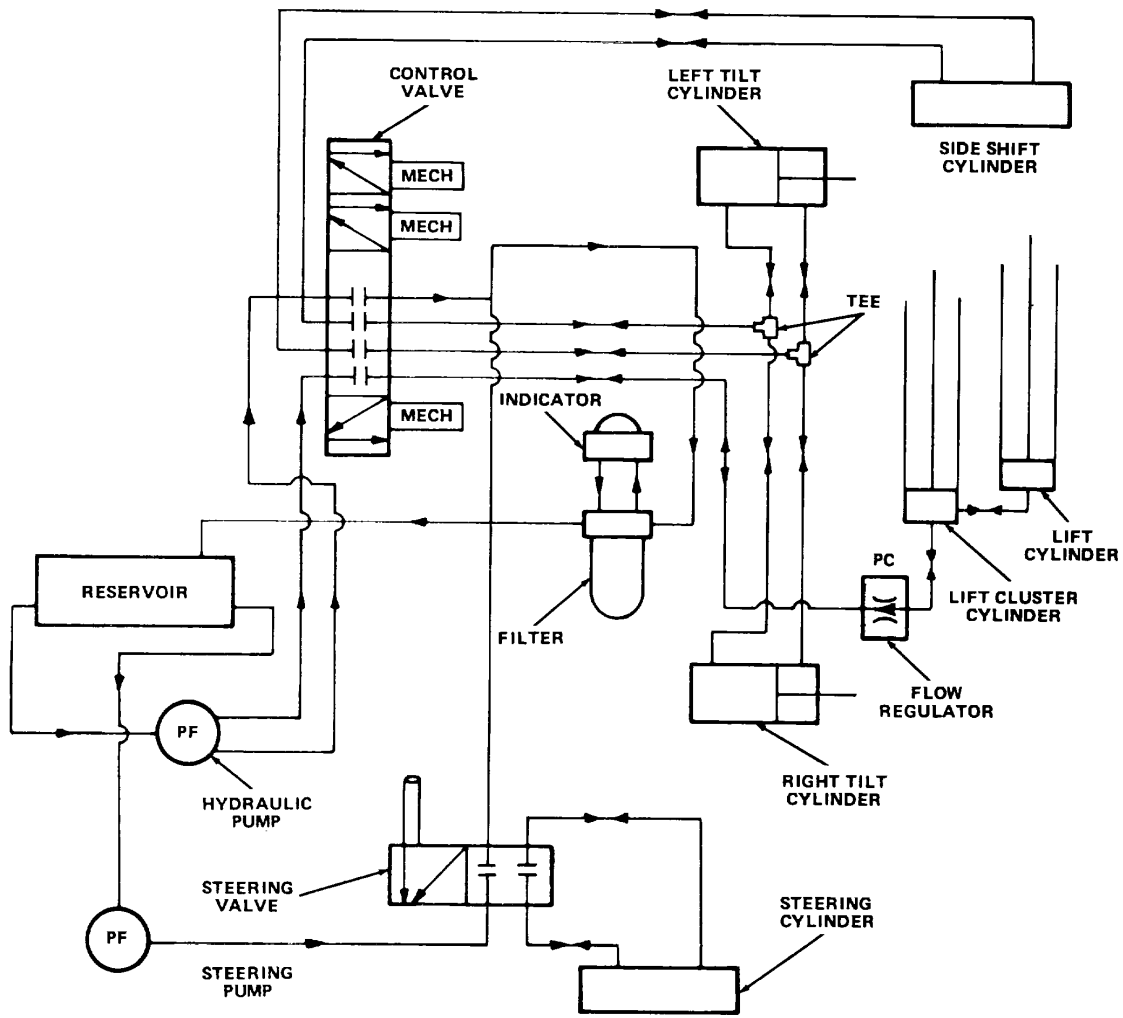 CONTROL
VALVE
LEFT TILT
CYLINDER
SIDE SHIFT
CYLINDER
MECH
MECH
TEE
INDICATOR
MECH
LIFT
CYLINDER
PC
LIFT CLUSTER
CYLINDER
RESERVOIR
FILTER
FLOW
REGULATOR
PF
HYDRAULIC
PUMP
RIGHT TILT
CYLINDER
STEERING
VALVE
STEERING
CYLINDER
PF
STEERING
PUMP